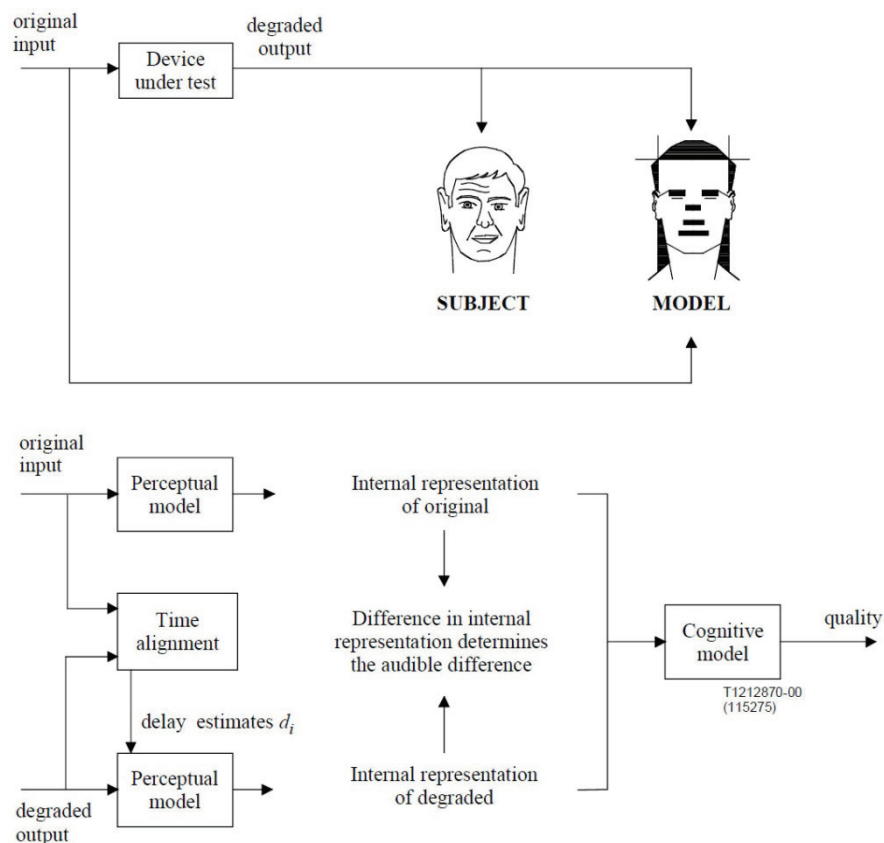 original
input
degraded
output
Device
under test
SUBJECT
MODEL
original
input
Perceptual
model
Internal representation
of original
Time
alignment
Difference in internal
representation determines
the audible difference
Cognitive
model
quality
T1212870-00
(115275)
delay estimates dᵢ
Perceptual
model
Internal representation
of degraded
degraded
output